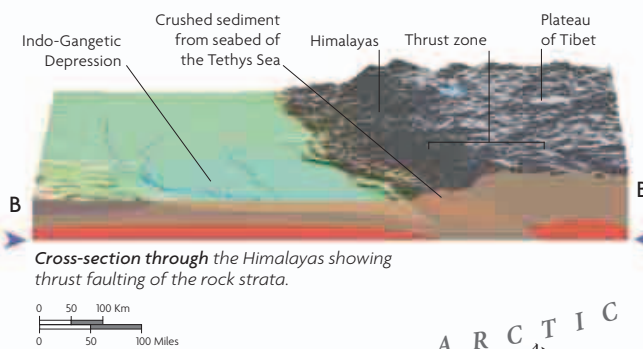 Indo-Gangetic
Depression
Crushed sediment
from seabed of
the Tethys Sea
Himalayas
Thrust zone
Plateau
of Tibet
B
B
Cross-section through the Himalayas showing
thrust faulting of the rock strata.
0 50 100 Km
0 50 100 Miles
ARCTIC